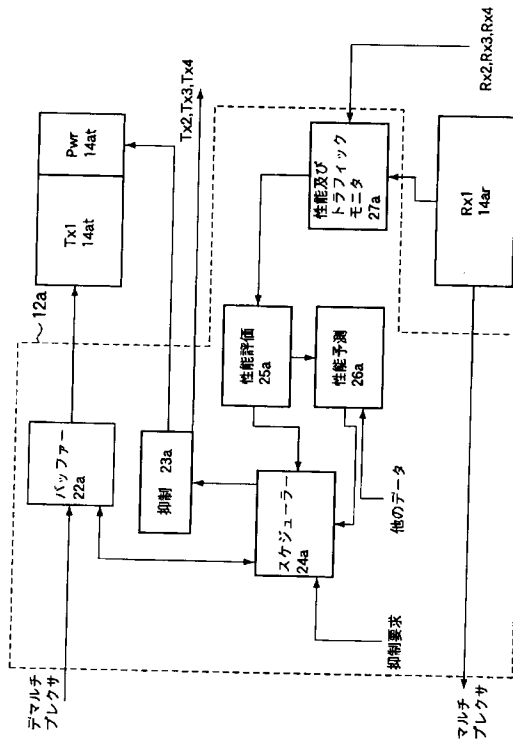 デマルチ
プレクサ
バッファー
22a
12a
Tx1
14at
Pwr
14at
Tx2,Tx3,Tx4
抑制 23a
スケジューラー
24a
性能評価
25a
性能予測
26a
性能及び
トラフィック
モニタ
27a
Rx2,Rx3,Rx4
Rx1
14ar
他のデータ
抑制要求
マルチ
プレクサ